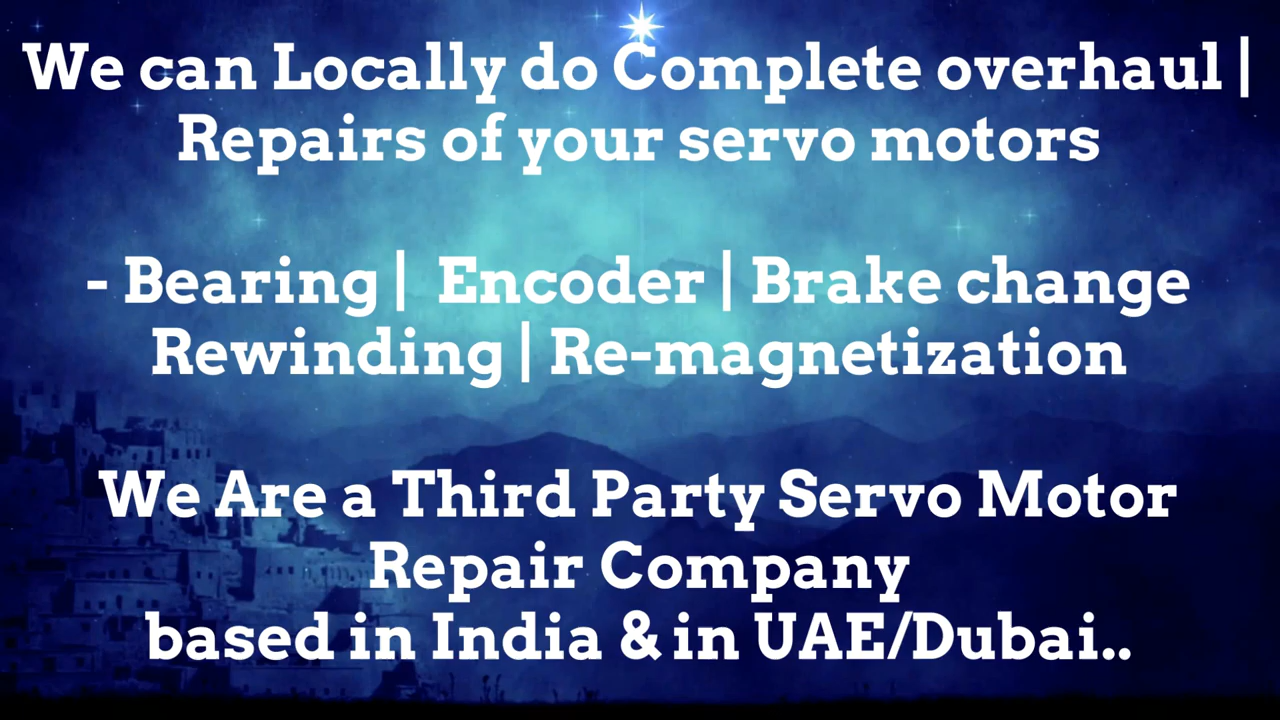 We can Locally do Complete overhaul |
Repairs of your servo motors
- Bearing | Encoder | Brake change
Rewinding | Re-magnetization
We Are a Third Party Servo Motor
Repair Company
based in India & in UAE/Dubai..